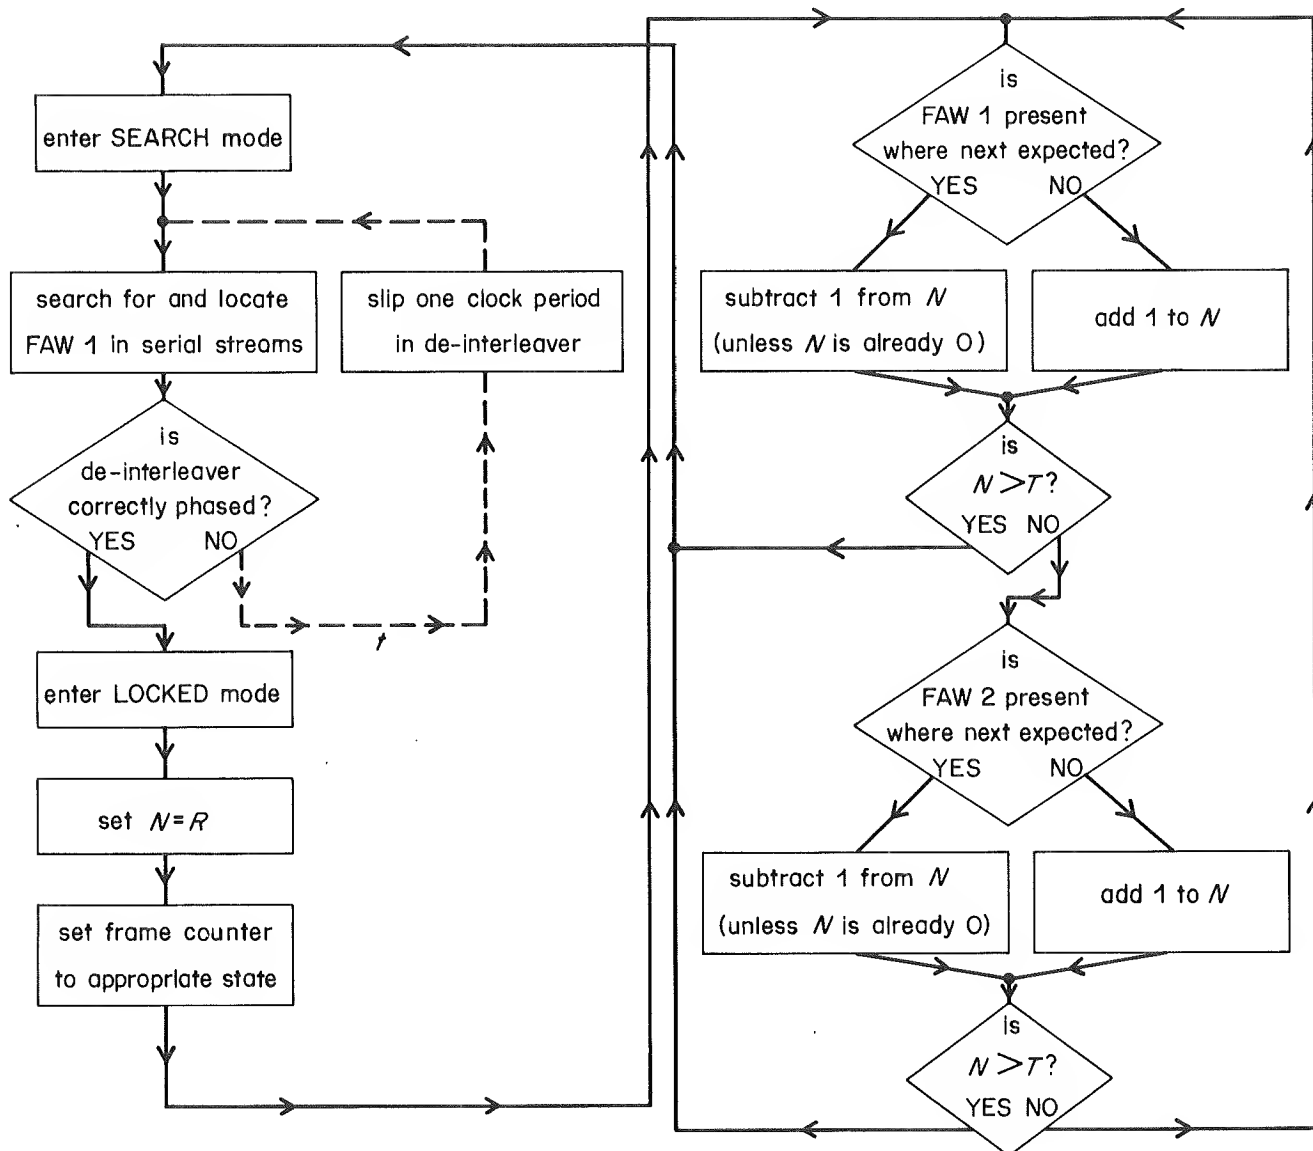 enter SEARCH mode
search for and locate
FAW 1 in serial streams
slip one clock period
in de-interleaver
is
de-interleaver
correctly phased?
YES NO
t
enter LOCKED mode
set N=R
set frame counter
to appropriate state
is
FAW 1 present
where next expected?
YES NO
subtract 1 from N
(unless N is already 0)
add 1 to N
is
N>T?
YES NO
is
FAW 2 present
where next expected?
YES NO
subtract 1 from N
(unless N is already 0)
add 1 to N
is
N>T?
YES NO